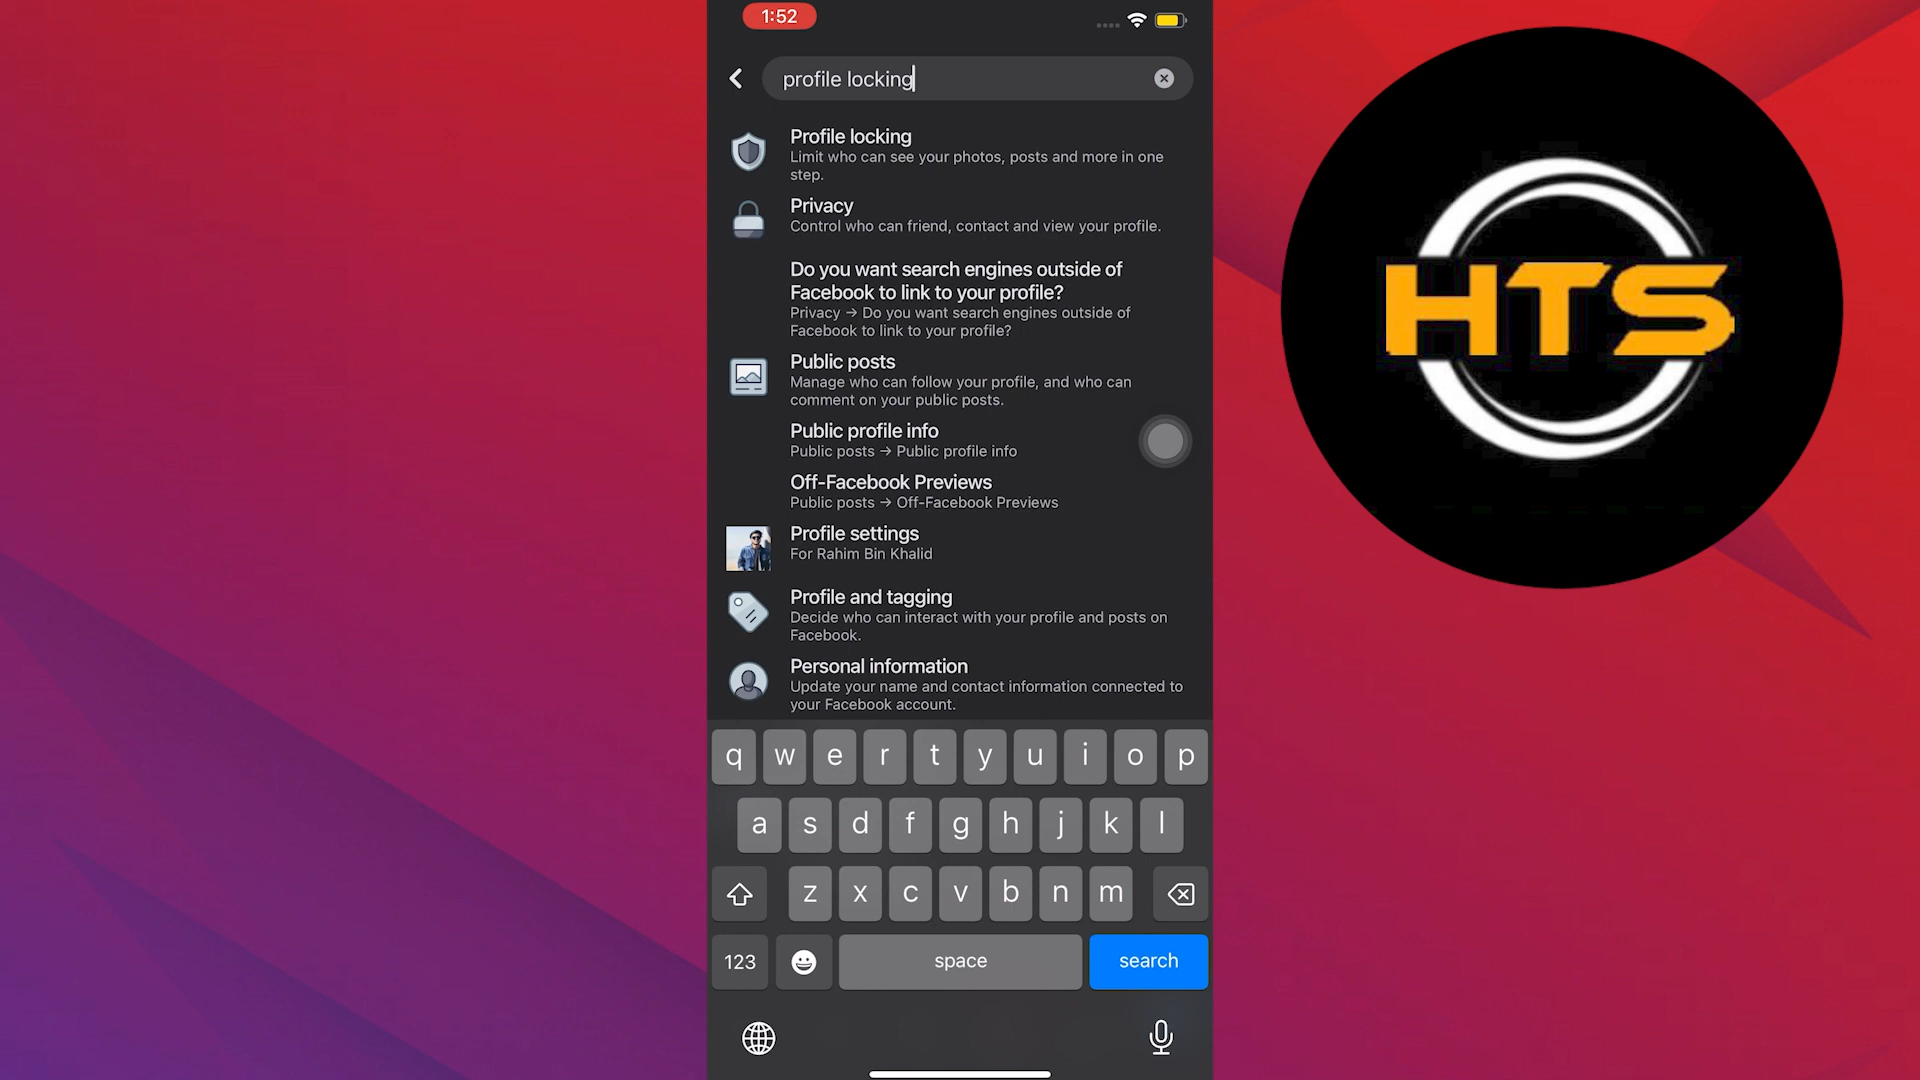 1:52
profile locking
Profile locking
Limit who can see your photos, posts and more in one
step.
Privacy
Control who can friend, contact and view your profile.
Do you want search engines outside of
Facebook to link to your profile?
Privacy → Do you want search engines outside of
Facebook to link to your profile?
Public posts
Manage who can follow your profile, and who can
comment on your public posts.
Public profile info
Public posts → Public profile info
Off-Facebook Previews
Public posts → Off-Facebook Previews
Profile settings
For Rahim Bin Khalid
Profile and tagging
Decide who can interact with your profile and posts on
Facebook.
Personal information
Update your name and contact information connected to
your Facebook account.
q w e r t y u i o p
a s d f g h j k l
z x c v b n m
123 space search
HTS